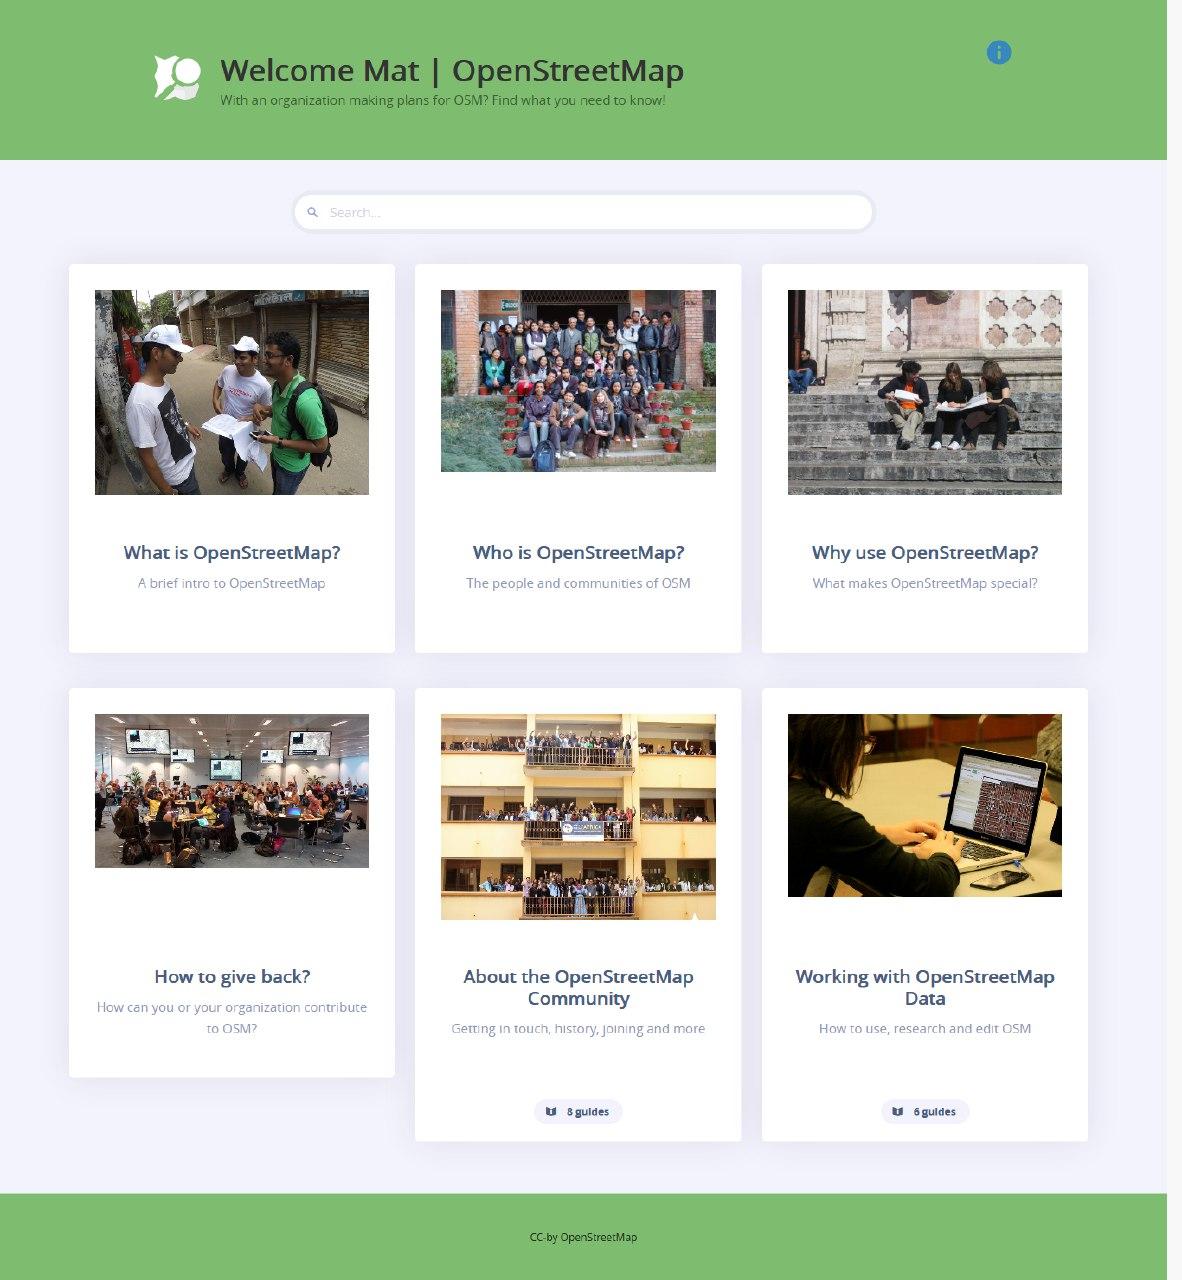 Welcome Mat | OpenStreetMap
With an organization making plans for OSM? Find what you need to know!
Search...
What is OpenStreetMap?
A brief intro to OpenStreetMap
Who is OpenStreetMap?
The people and communities of OSM
Why use OpenStreetMap?
What makes OpenStreetMap special?
How to give back?
How can you or your organization contribute
to OSM?
About the OpenStreetMap
Community
Getting in touch, history, joining and more
8 guides
Working with OpenStreetMap
Data
How to use, research and edit OSM
6 guides
CC-by OpenStreetMap